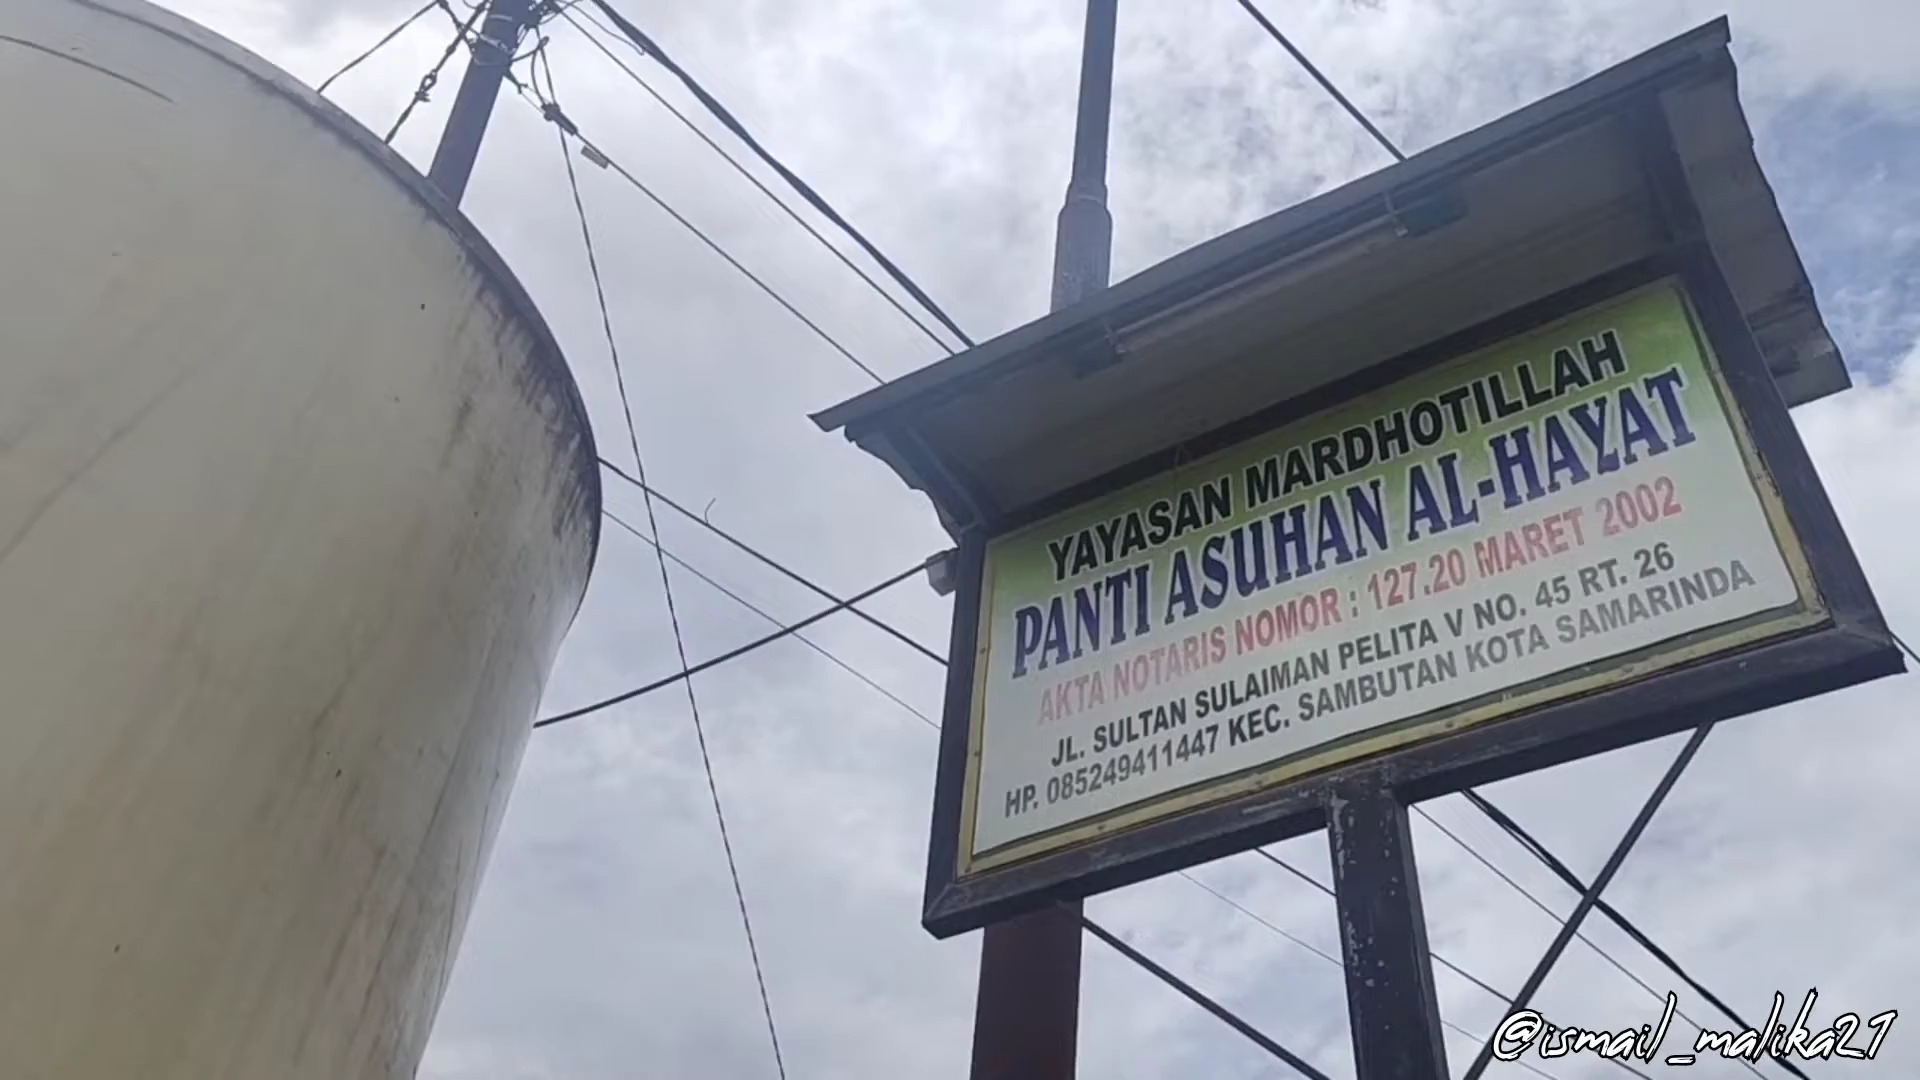 YAYASAN MARDHOTILLAH
PANTI ASUHAN AL-HAYAT
AKTA NOTARIS NOMOR : 127.20 MARET 2002
JL. SULTAN SULAIMAN PELITA V NO. 45 RT. 26
HP. 085249411447 KEC. SAMBUTAN KOTA SAMARINDA
@ismail_malika27